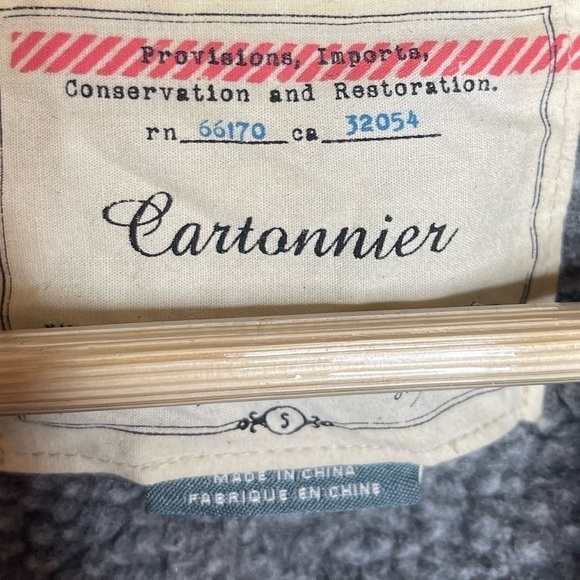 Provisions, Imports,
Conservation and Restoration.
rn 66170 ca 32054
Cartonnier
S
MADE IN CHINA
FABRIQUE EN CHINE